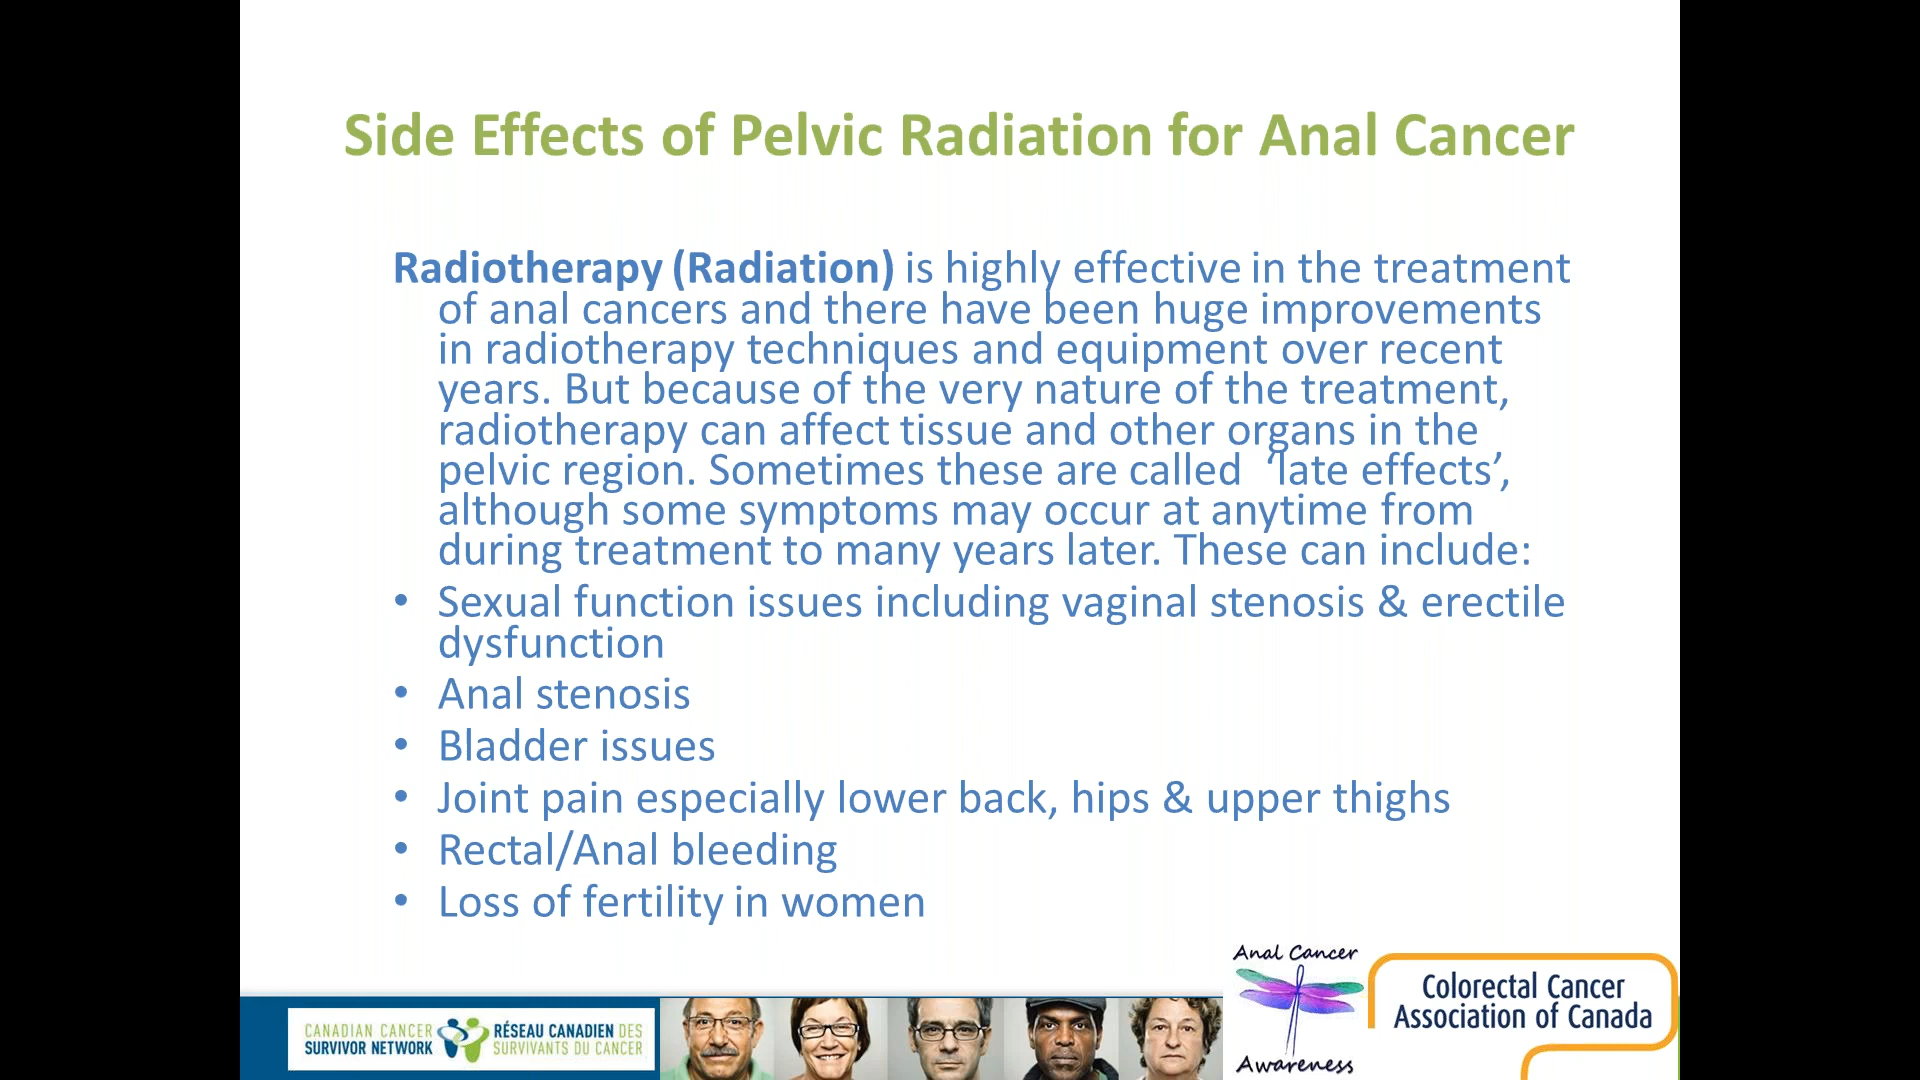 Side Effects of Pelvic Radiation for Anal Cancer
Radiotherapy (Radiation) is highly effective in the treatment
of anal cancers and there have been huge improvements
in radiotherapy techniques and equipment over recent
years. But because of the very nature of the treatment,
radiotherapy can affect tissue and other organs in the
pelvic region. Sometimes these are called  ‘late effects’,
although some symptoms may occur at anytime from
during treatment to many years later. These can include:
• Sexual function issues including vaginal stenosis & erectile
dysfunction
• Anal stenosis
• Bladder issues
• Joint pain especially lower back, hips & upper thighs
• Rectal/Anal bleeding
• Loss of fertility in women
CANADIAN CANCER
SURVIVOR NETWORK
RÉSEAU CANADIEN DES
SURVIVANTS DU CANCER
Anal Cancer
Awareness
Colorectal Cancer
Association of Canada